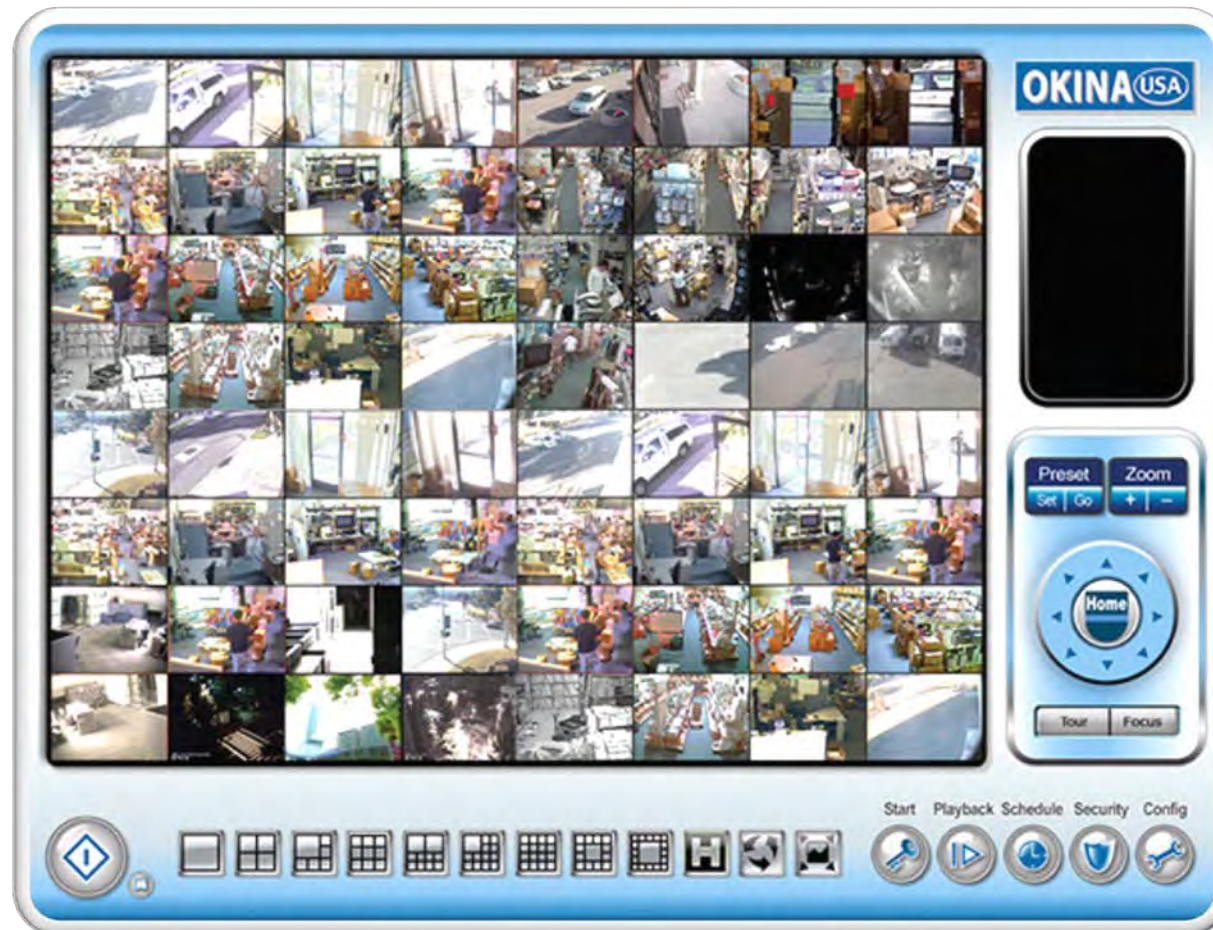 OKINA USA
Preset
Zoom
Set Go
+ −
Home
Tour Focus
Start Playback Schedule Security Config
H